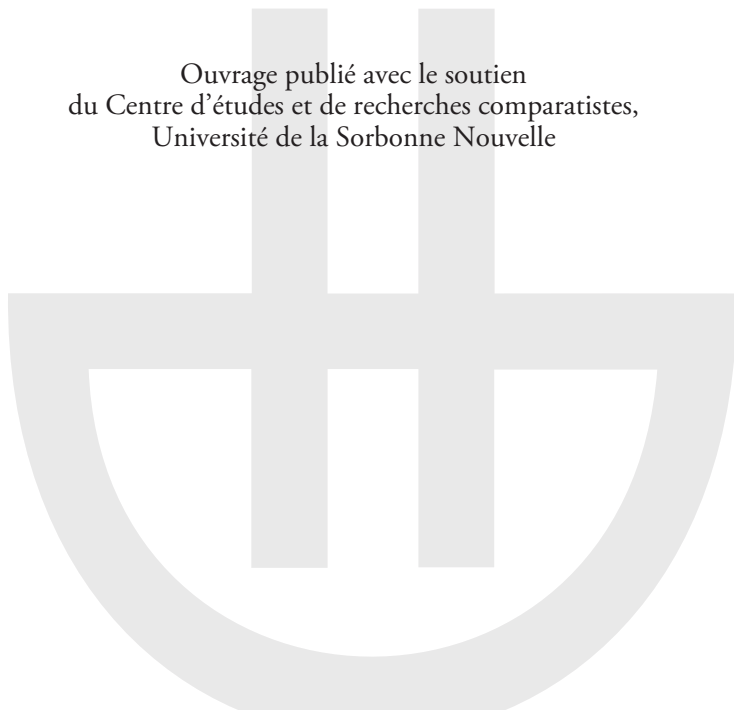 Ouvrage publié avec le soutien
du Centre d’études et de recherches comparatistes,
Université de la Sorbonne Nouvelle